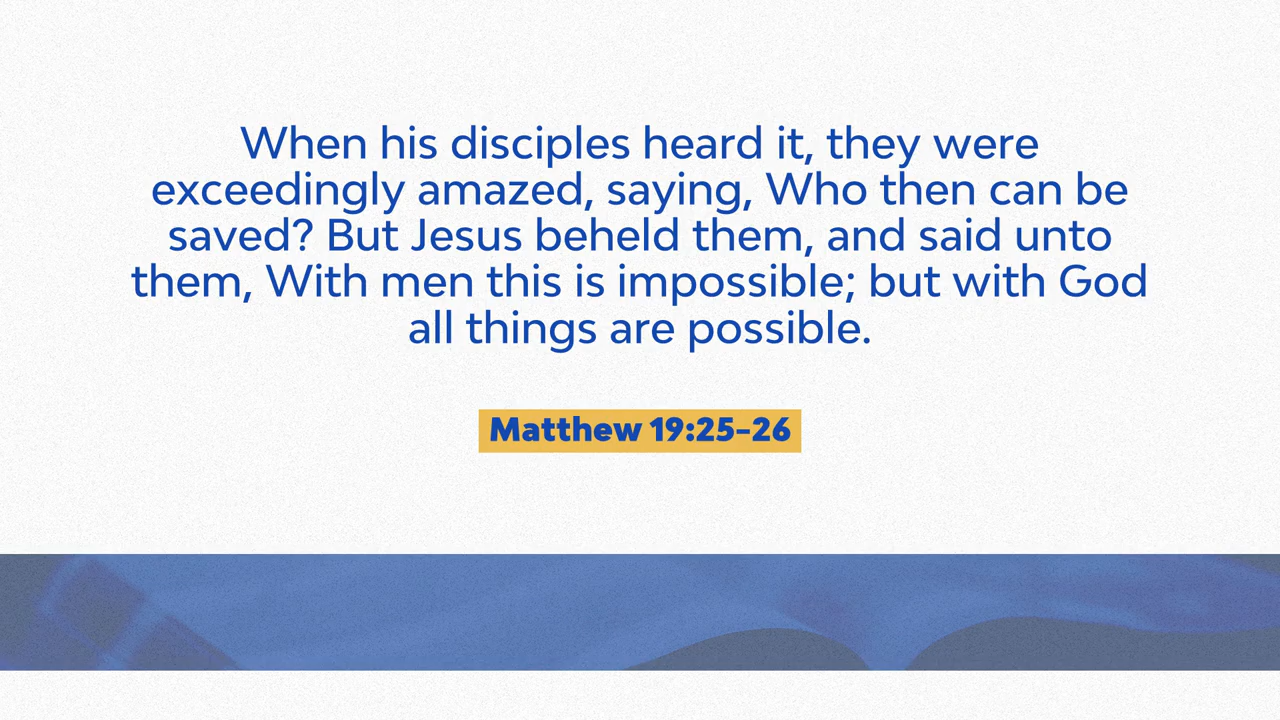 When his disciples heard it, they were
exceedingly amazed, saying, Who then can be
saved? But Jesus beheld them, and said unto
them, With men this is impossible; but with God
all things are possible.
Matthew 19:25–26